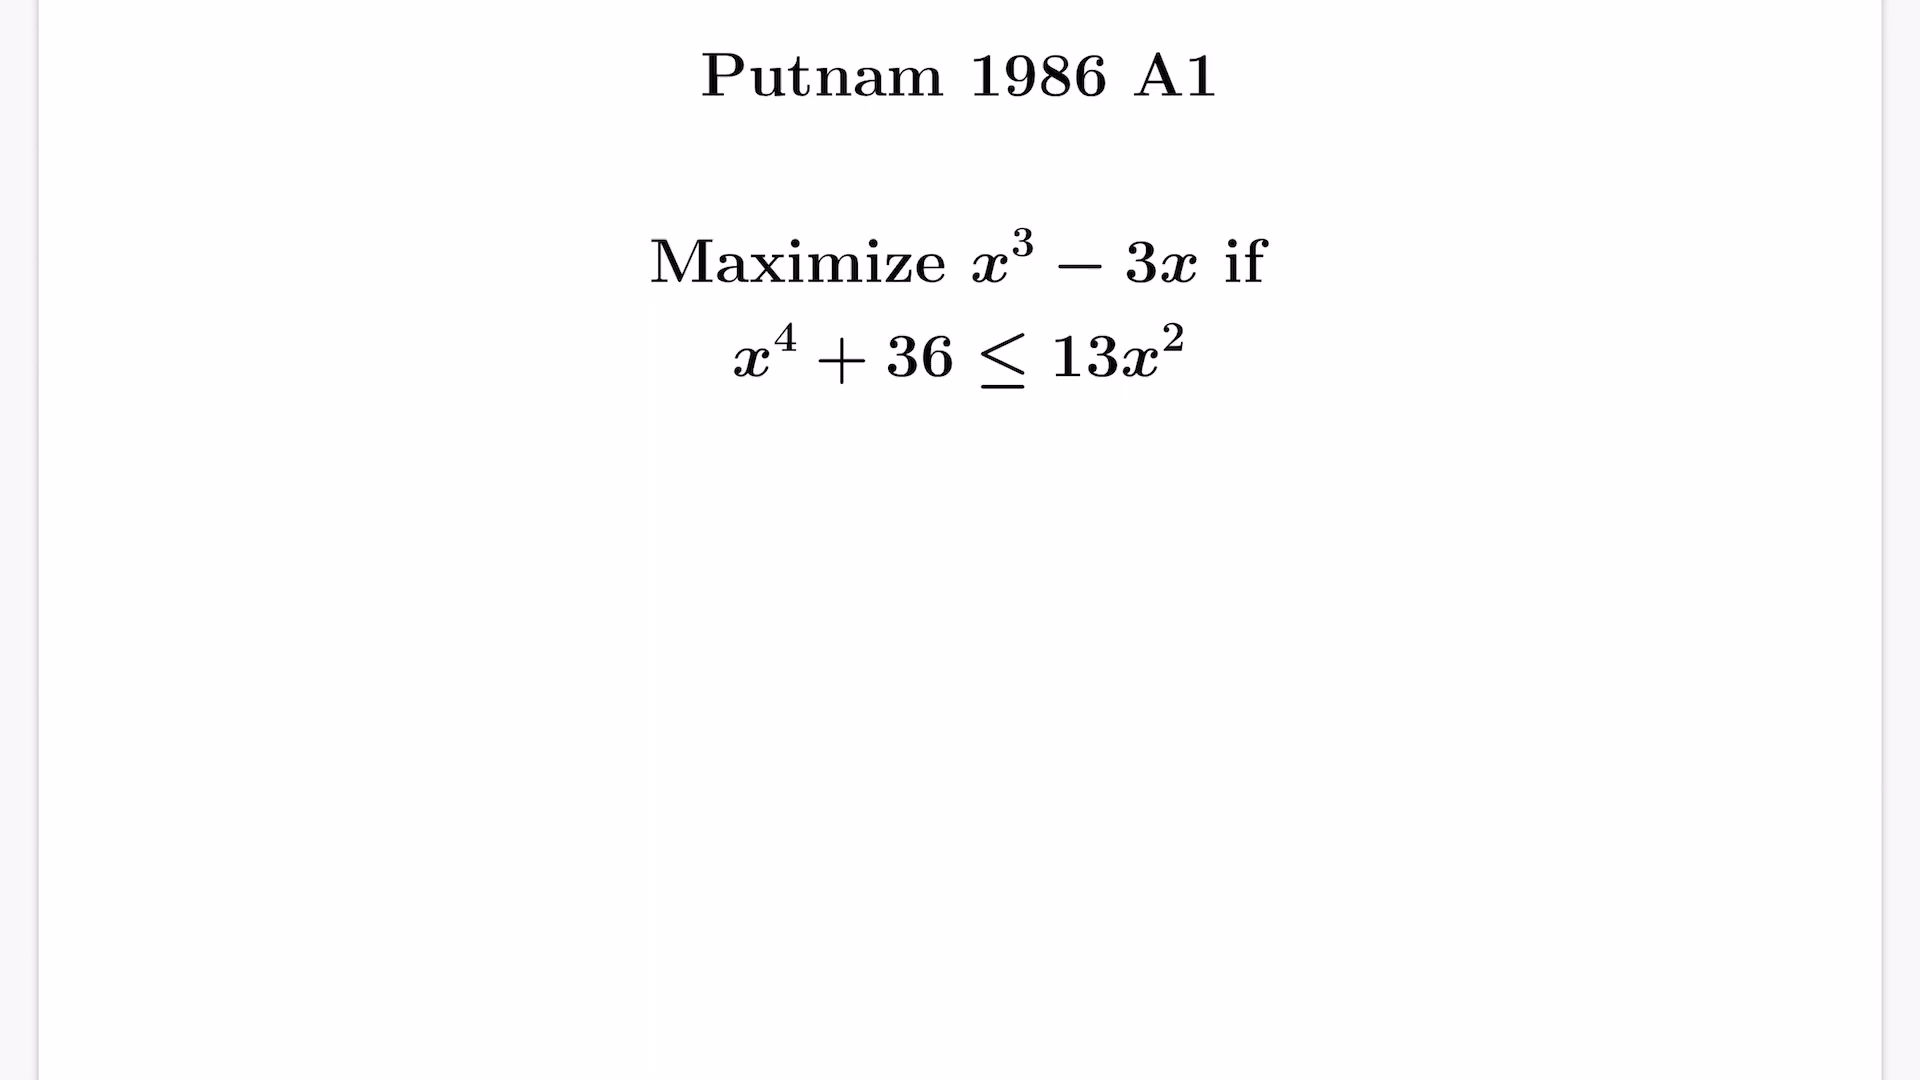 Putnam 1986 A1
Maximize x³ − 3x if
x⁴ + 36 ≤ 13x²